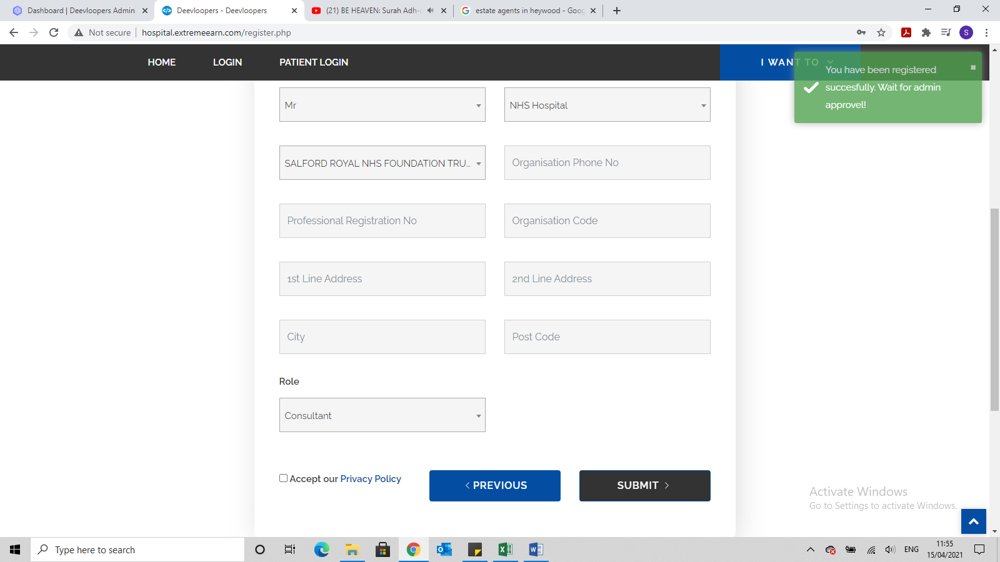 Dashboard | Deevloopers Admin
Deevloopers - Deevloopers
(21) BE HEAVEN: Surah Adh-
estate agents in heywood - Goog
Not secure
hospital.extremeearn.com/register.php
S
HOME
LOGIN
PATIENT LOGIN
I WANT TO
You have been registered
succesfully. Wait for admin
approvel!
Mr
NHS Hospital
SALFORD ROYAL NHS FOUNDATION TRU...
Organisation Phone No
Professional Registration No
Organisation Code
1st Line Address
2nd Line Address
City
Post Code
Role
Consultant
Accept our Privacy Policy
PREVIOUS
SUBMIT
Activate Windows
Go to Settings to activate Windows.
Type here to search
ENG
11:55
15/04/2021